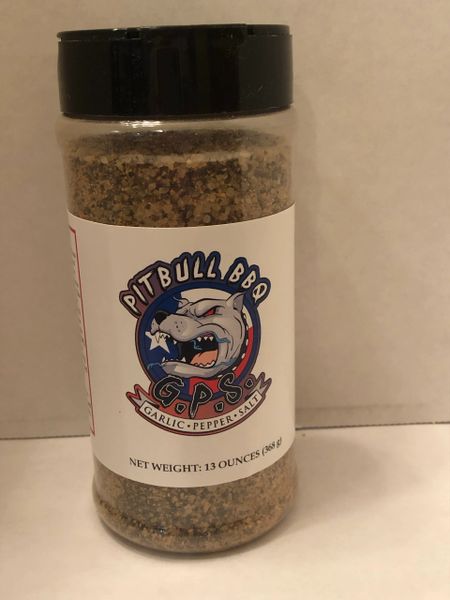 PITBULL BBQ
G.P.S.
GARLIC • PEPPER • SALT
NET WEIGHT: 13 OUNCES (368 g)